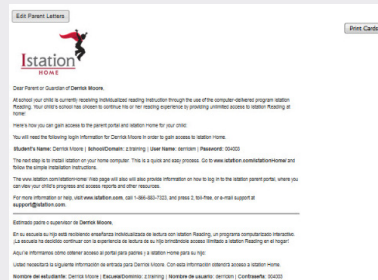 Edit Parent Letters
Print Cards
Istation
HOME
Dear Parent or Guardian of Derrick Moore,
At school your child is currently receiving individualized reading instruction through the use of the computer-delivered program Istation
Reading. Your child's school has chosen to continue his or her reading experience by providing unlimited access to Istation Reading at
home!
Here's how you can gain access to the parent portal and Istation Home for your child:
You will need the following login information for Derrick Moore in order to gain access to Istation Home.
Student's Name: Derrick Moore | School/Domain: z.training | User Name: derrickm | Password: 004003
The next step is to install Istation on your home computer. This is a quick and easy process. Go to www.istation.com/istationHome/ and
follow the simple installation instructions.
The www.istation.com/istationHome/ Web page will also will also provide information on how to log in to the Istation parent portal, where you
can view your child's progress and access reports and other resources.
For more information or help, visit www.istation.com, call 1-866-883-7323, and press 2, toll-free, or e-mail support at
support@istation.com.
Estimado padre o supervisor de Derrick Moore,
En su escuela su hijo está recibiendo enseñanza individualizada de lectura con Istation Reading, un programa computarizado interactivo.
¡La escuela ha decidido continuar con la experiencia de lectura de su hijo brindándole acceso ilimitado a Istation Reading en el hogar!
Aquí le informamos cómo obtener acceso al portal para padres y a Istation Home para su hijo:
Usted necesitará la siguiente información de entrada para Derrick Moore. Con esta información obtendrá acceso a Istation Home.
Nombre del estudiante: Derrick Moore | Escuela/Dominio: z.training | Nombre de usuario: derrickm | Contraseña: 004003